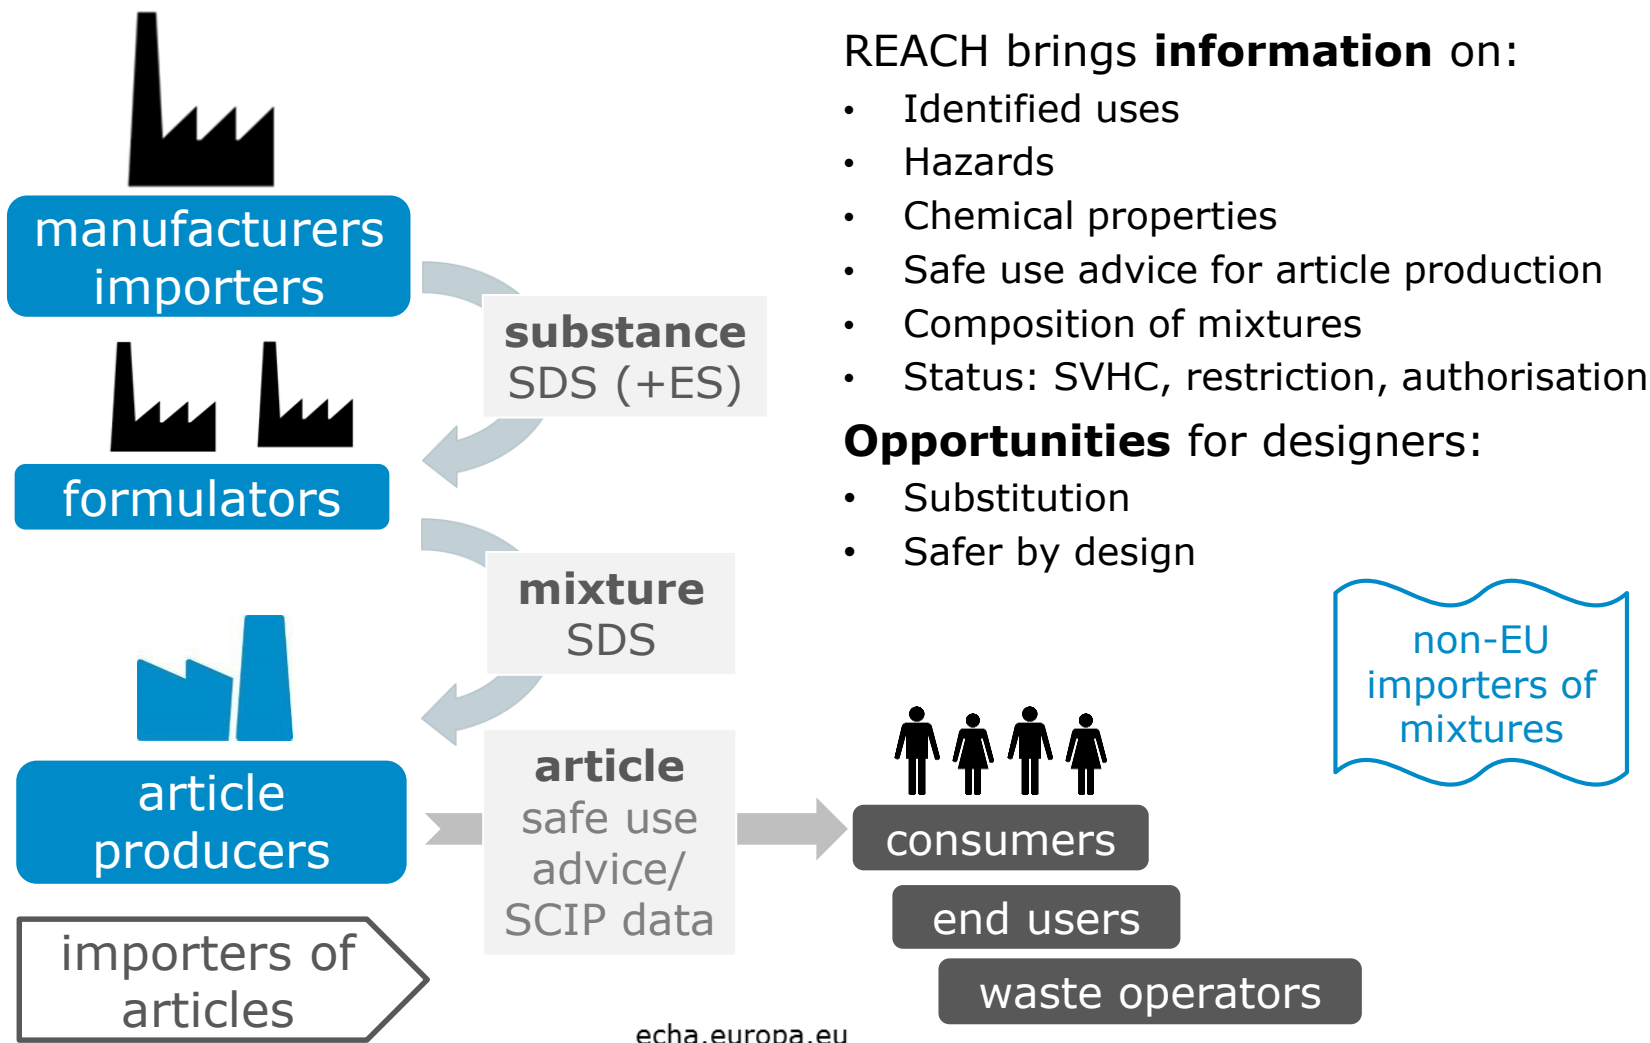 manufacturers
importers
substance
SDS (+ES)
formulators
mixture
SDS
article
producers
article
safe use
advice/
SCIP data
importers of
articles
REACH brings information on:
• Identified uses
• Hazards
• Chemical properties
• Safe use advice for article production
• Composition of mixtures
• Status: SVHC, restriction, authorisation
Opportunities for designers:
• Substitution
• Safer by design
non-EU
importers of
mixtures
consumers
end users
waste operators
echa.europa.eu